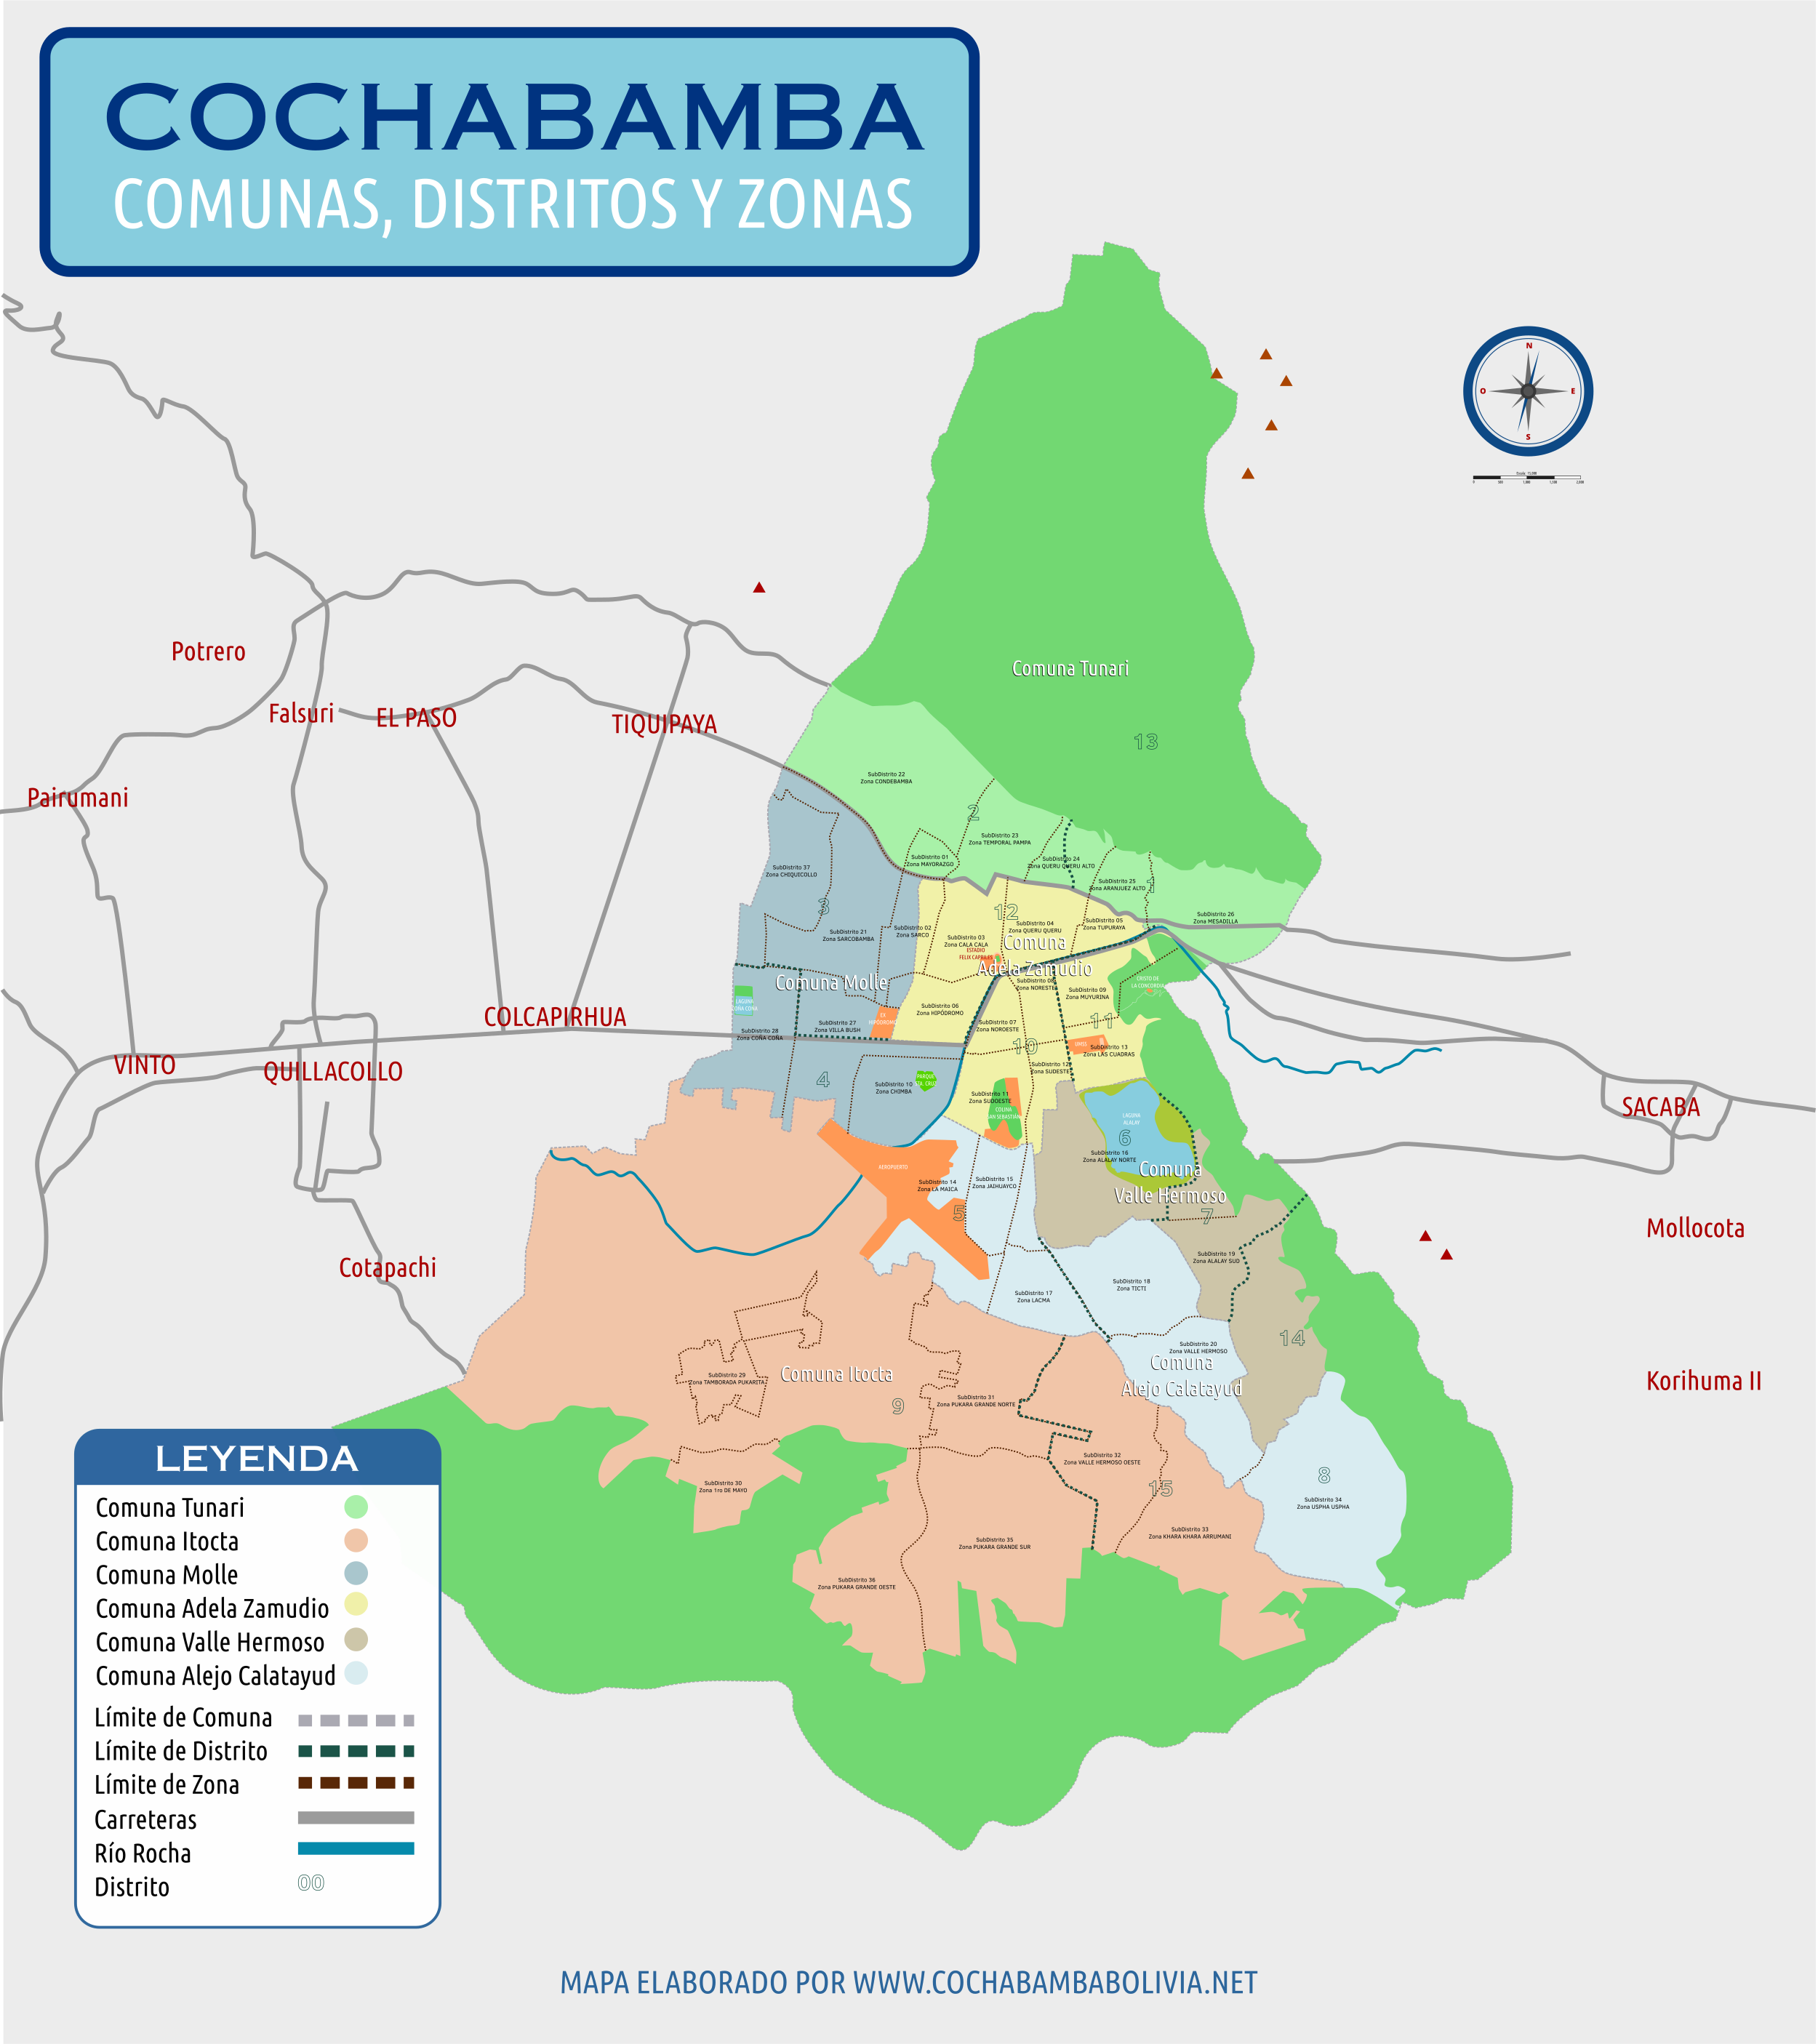 COCHABAMBA
COMUNAS, DISTRITOS Y ZONAS
N
O
E
S
Potrero
Falsuri
EL PASO
TIQUIPAYA
Pairumani
COLCAPIRHUA
VINTO
QUILLACOLLO
Cotapachi
SACABA
Mollocota
Korihuma II
Comuna Tunari
13
SubDistrito 22
Zona CONDEBAMBA
2
SubDistrito 23
Zona TEMPORAL PAMPA
SubDistrito 01
Zona MAYORAZGO
SubDistrito 24
Zona QUERU QUERU ALTO
SubDistrito 25
Zona ARANJUEZ ALTO
1
SubDistrito 26
Zona MESADILLA
SubDistrito 37
Zona CHIQUICOLLO
3
SubDistrito 21
Zona SARCOBAMBA
SubDistrito 02
Zona SARCO
12
SubDistrito 03
Zona CALA CALA
ESTADIO
FELIX CAPRILES
SubDistrito 04
Zona QUERU QUERU
SubDistrito 05
Zona TUPURAYA
Comuna
Adela Zamudio
Comuna Molle
LAGUNA
COÑA COÑA
SubDistrito 28
Zona COÑA COÑA
SubDistrito 27
Zona VILLA BUSH
EX
HIPÓDROMO
SubDistrito 06
Zona HIPÓDROMO
SubDistrito 07
Zona NOROESTE
SubDistrito 08
Zona NORESTE
SubDistrito 09
Zona MUYURINA
CRISTO DE
LA CONCORDIA
11
10
SubDistrito 13
Zona LAS CUADRAS
SubDistrito 12
Zona SUDESTE
4
SubDistrito 10
Zona CHIMBA
PARQUE
SubDistrito 11
Zona SUDOESTE
COLINA
SAN SEBASTIÁN
LAGUNA
ALALAY
6
SubDistrito 16
Zona ALALAY NORTE
Comuna
Valle Hermoso
7
AEROPUERTO
SubDistrito 14
Zona LA MAICA
5
SubDistrito 15
Zona JAIHUAYCO
SubDistrito 19
Zona ALALAY SUD
SubDistrito 18
Zona TICTI
SubDistrito 17
Zona LACMA
14
SubDistrito 20
Zona VALLE HERMOSO
Comuna
Alejo Calatayud
Comuna Itocta
SubDistrito 29
Zona TAMBORADA PUKARITA
9
SubDistrito 31
Zona PUKARA GRANDE NORTE
SubDistrito 32
Zona VALLE HERMOSO OESTE
15
8
SubDistrito 34
Zona USPHA USPHA
SubDistrito 30
Zona 1ro DE MAYO
SubDistrito 33
Zona KHARA KHARA ARRUMANI
SubDistrito 35
Zona PUKARA GRANDE SUR
SubDistrito 36
Zona PUKARA GRANDE OESTE
LEYENDA
Comuna Tunari
Comuna Itocta
Comuna Molle
Comuna Adela Zamudio
Comuna Valle Hermoso
Comuna Alejo Calatayud
Límite de Comuna
Límite de Distrito
Límite de Zona
Carreteras
Río Rocha
Distrito 00
MAPA ELABORADO POR WWW.COCHABAMBABOLIVIA.NET